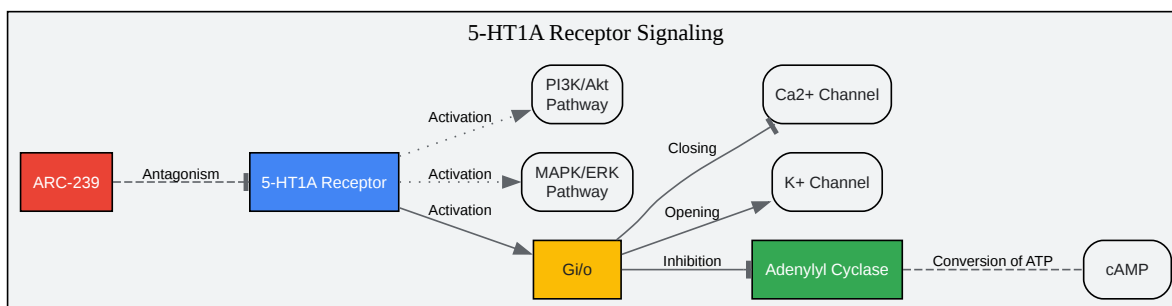 5-HT1A Receptor Signaling
PI3K/Akt
Pathway
Ca2+ Channel
Activation
Closing
ARC-239
Antagonism
5-HT1A Receptor
Activation
MAPK/ERK
Pathway
K+ Channel
Activation
Opening
Gi/o
Inhibition
Adenylyl Cyclase
Conversion of ATP
cAMP